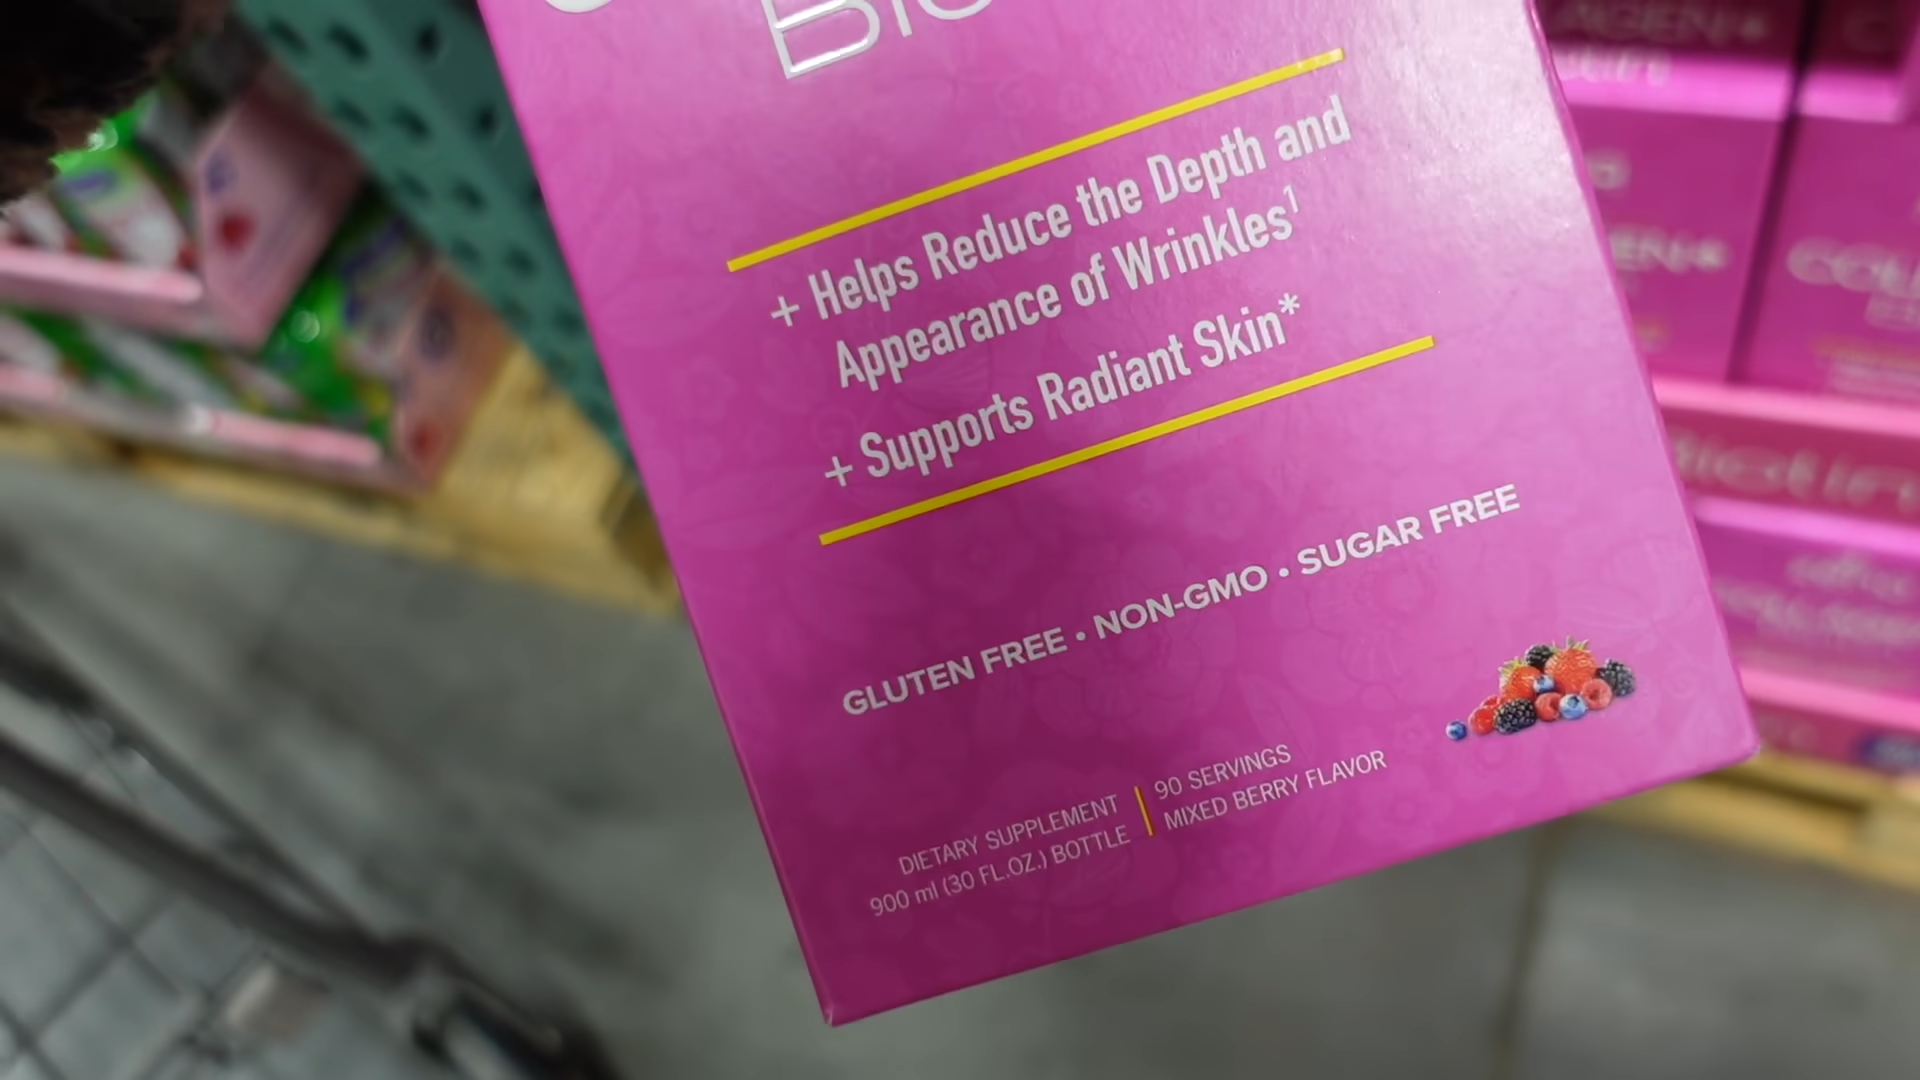 + Helps Reduce the Depth and
Appearance of Wrinkles¹
+ Supports Radiant Skin*
GLUTEN FREE • NON-GMO • SUGAR FREE
DIETARY SUPPLEMENT
900 ml (30 FL.OZ.) BOTTLE
90 SERVINGS
MIXED BERRY FLAVOR
Biotin